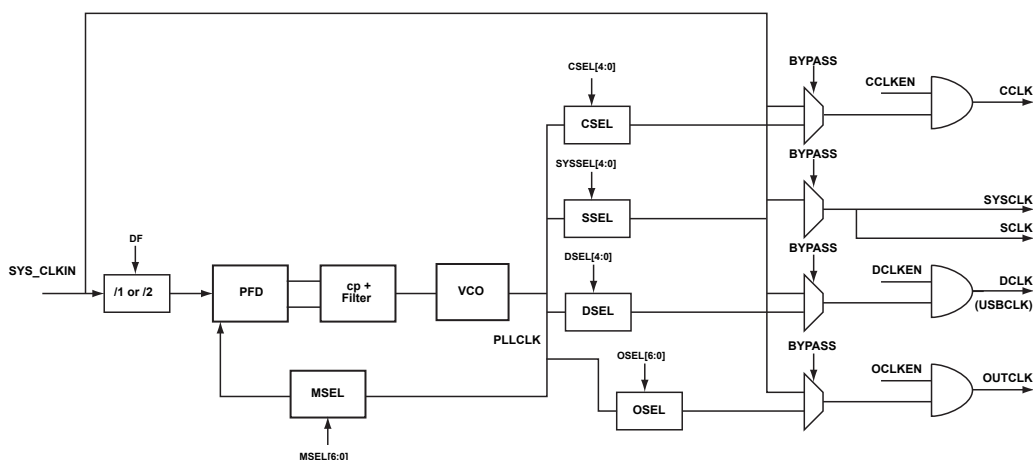 BYPASS
CSEL[4:0]
CCLKEN
CCLK
CSEL
BYPASS
SYSSEL[4:0]
SYSCLK
SSEL
SCLK
DF
BYPASS
DSEL[4:0]
SYS_CLKIN
DCLKEN
DCLK
/1 or /2
PFD
cp +
Filter
VCO
DSEL
(USBCLK)
PLLCLK
BYPASS
OSEL[6:0]
OCLKEN
OUTCLK
MSEL
OSEL
MSEL[6:0]